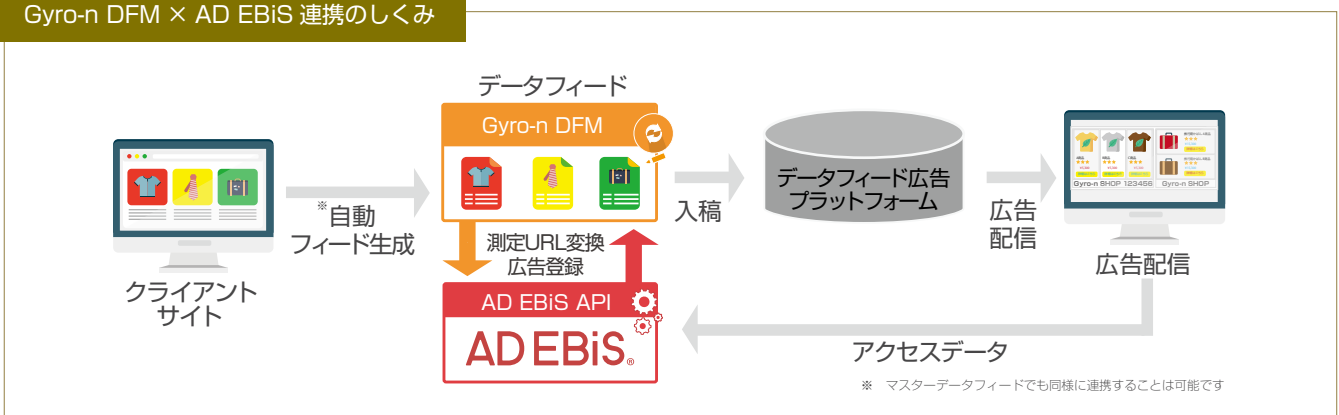 Gyro-n DFM × AD EBiS 連携のしくみ
データフィード
Gyro-n DFM
クライアント
サイト
※自動
フィード生成
測定URL変換
広告登録
AD EBiS API
AD EBiS®
入稿
データフィード広告
プラットフォーム
広告
配信
Gyro-n SHOP 123456
Gyro-n SHOP
広告配信
アクセスデータ
※ マスターデータフィードでも同様に連携することは可能です